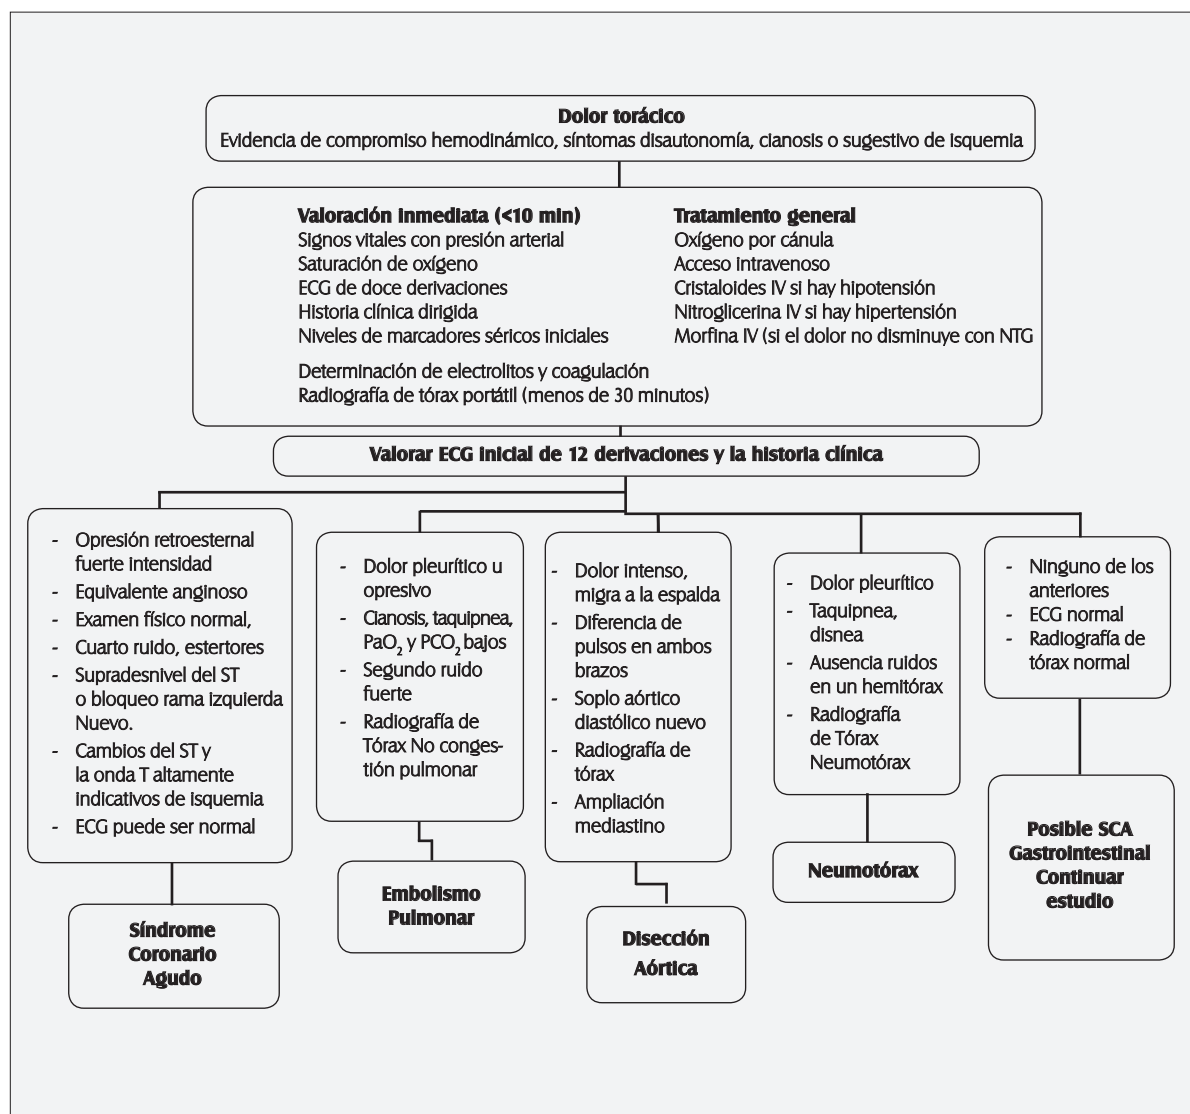 Dolor torácico
Evidencia de compromiso hemodinámico, síntomas disautonomía, cianosis o sugestivo de isquemia
Valoración inmediata (<10 min)
Signos vitales con presión arterial
Saturación de oxígeno
ECG de doce derivaciones
Historia clínica dirigida
Niveles de marcadores séricos iniciales
Determinación de electrolitos y coagulación
Radiografía de tórax portátil (menos de 30 minutos)
Tratamiento general
Oxígeno por cánula
Acceso intravenoso
Cristaloides IV si hay hipotensión
Nitroglicerina IV si hay hipertensión
Morfina IV (si el dolor no disminuye con NTG
Valorar ECG inicial de 12 derivaciones y la historia clínica
- Opresión retroesternal
fuerte intensidad
- Equivalente anginoso
- Examen físico normal,
- Cuarto ruido, estertores
- Supradesnivel del ST
o bloqueo rama izquierda
Nuevo.
- Cambios del ST y
la onda T altamente
indicativos de isquemia
- ECG puede ser normal
Síndrome
Coronario
Agudo
- Dolor pleurítico u
opresivo
- Cianosis, taquipnea,
PaO2 y PCO2 bajos
- Segundo ruido
fuerte
- Radiografía de
Tórax No conges-
tión pulmonar
Embolismo
Pulmonar
- Dolor intenso,
migra a la espalda
- Diferencia de
pulsos en ambos
brazos
- Soplo aórtico
diastólico nuevo
- Radiografía de
tórax
- Ampliación
mediastino
Disección
Aórtica
- Dolor pleurítico
- Taquipnea,
disnea
- Ausencia ruidos
en un hemitórax
- Radiografía
de Tórax
Neumotórax
Neumotórax
- Ninguno de los
anteriores
- ECG normal
- Radiografía de
tórax normal
Posible SCA
Gastrointestinal
Continuar
estudio